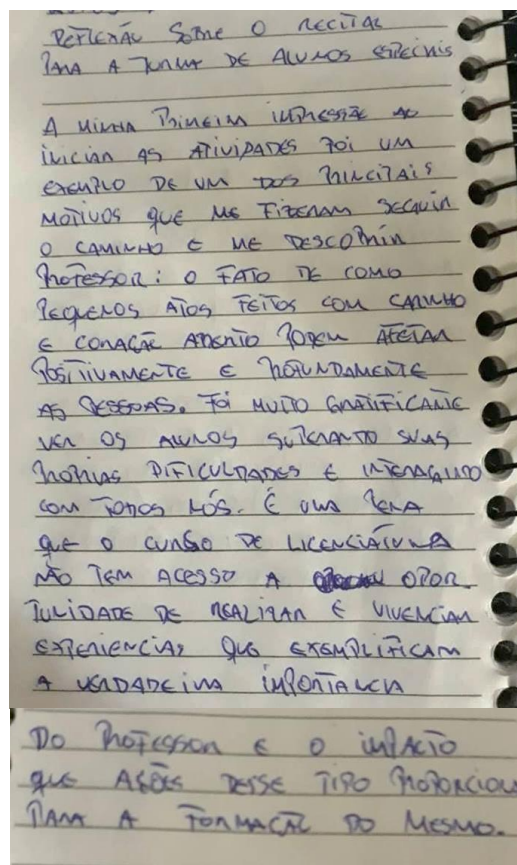 REFLEXÃO SOBRE O RECITAL
PARA A TURMA DE ALUNOS ESPECIAIS
A MINHA PRIMEIRA IMPRESSÃO AO
INICIAR AS ATIVIDADES FOI UM
EXEMPLO DE UM DOS PRINCIPAIS
MOTIVOS QUE ME FIZERAM SEGUIR
O CAMINHO E ME DESCOBRIR
PROFESSOR: O FATO DE COMO
PEQUENOS ATOS FEITOS COM CARINHO
E CORAÇÃO ABERTO PODEM AFETAR
POSITIVAMENTE E PROFUNDAMENTE
AS PESSOAS. FOI MUITO GRATIFICANTE
VER OS ALUNOS SUPERANDO SUAS
PRÓPRIAS DIFICULDADES E INTERAGINDO
COM TODOS NÓS. É UMA PENA
QUE O CURSO DE LICENCIATURA
NÃO TEM ACESSO A OPOR
TUNIDADE DE REALIZAR E VIVENCIAR
EXPERIENCIAS QUE EXEMPLIFICAM
A VERDADEIRA IMPORTANCIA
DO PROFESSOR E O IMPACTO
QUE AÇÕES DESSE TIPO PROPORCION
PARA A FORMAÇÃO DO MESMO.